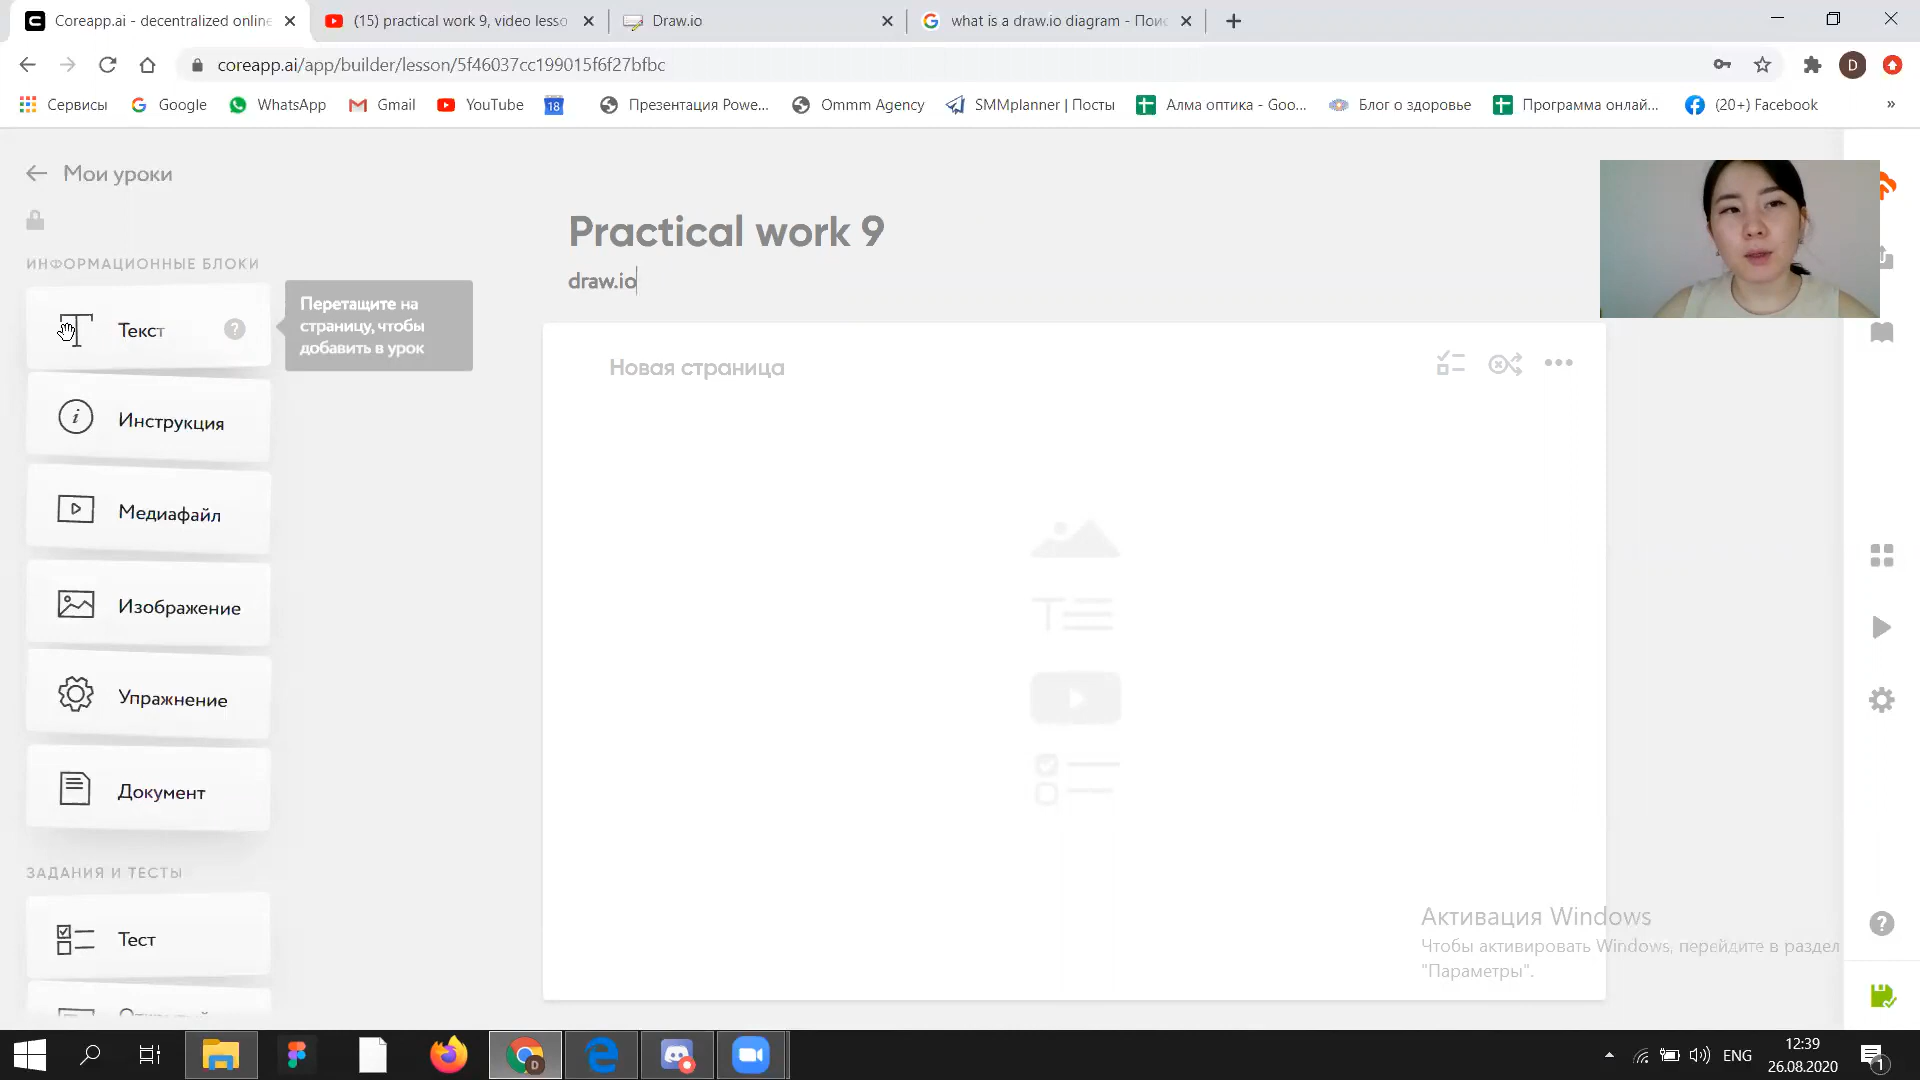 Coreapp.ai - decentralized online
(15) practical work 9, video lesso
Draw.io
what is a draw.io diagram - Пои
coreapp.ai/app/builder/lesson/5f46037cc199015f6f27bfbc
D
Сервисы
Google
WhatsApp
Gmail
YouTube
18
Презентация Powe...
Ommm Agency
SMMplanner | Посты
Алма оптика - Goo...
Блог о здоровье
Программа онлай...
(20+) Facebook
»
Мои уроки
Practical work 9
draw.io
ИНФОРМАЦИОННЫЕ БЛОКИ
Текст
?
Перетащите на
страницу, чтобы
добавить в урок
Новая страница
Инструкция
Медиафайл
Изображение
Упражнение
Документ
ЗАДАНИЯ И ТЕСТЫ
Тест
Активация Windows
Чтобы активировать Windows, перейдите в раздел
"Параметры".
?
D
ENG
12:39
26.08.2020
1